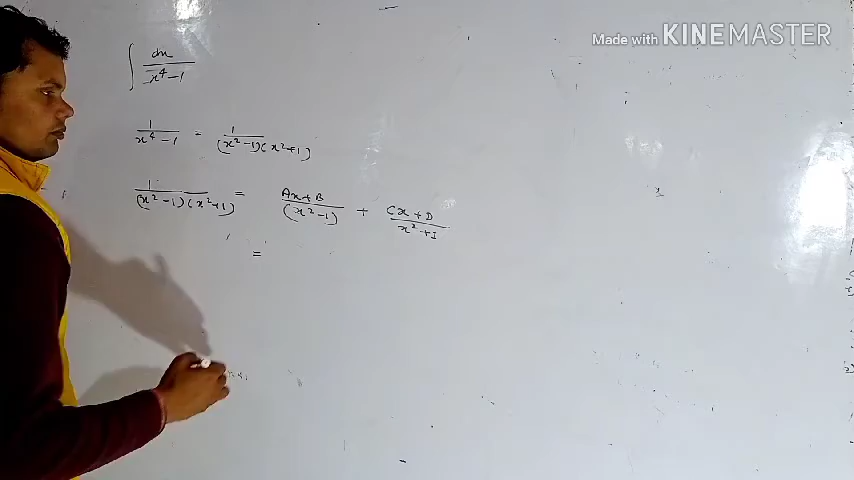 Made with KINEMASTER
∫ dx / x⁴-1
1 / x⁴-1 = 1 / (x²-1)(x²+1)
1 / (x²-1)(x²+1) = Ax+B / (x²-1) + Cx+D / x²+1
=